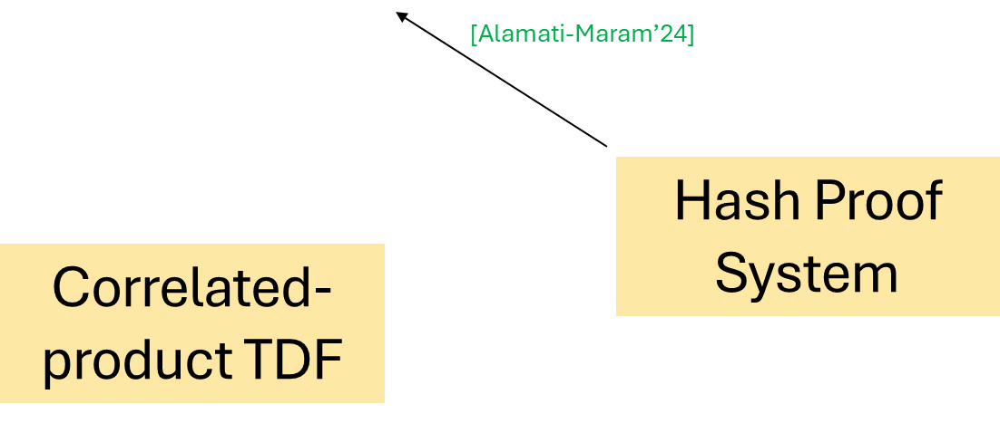 [Alamati-Maram’24]
Hash Proof
System
Correlated-
product TDF